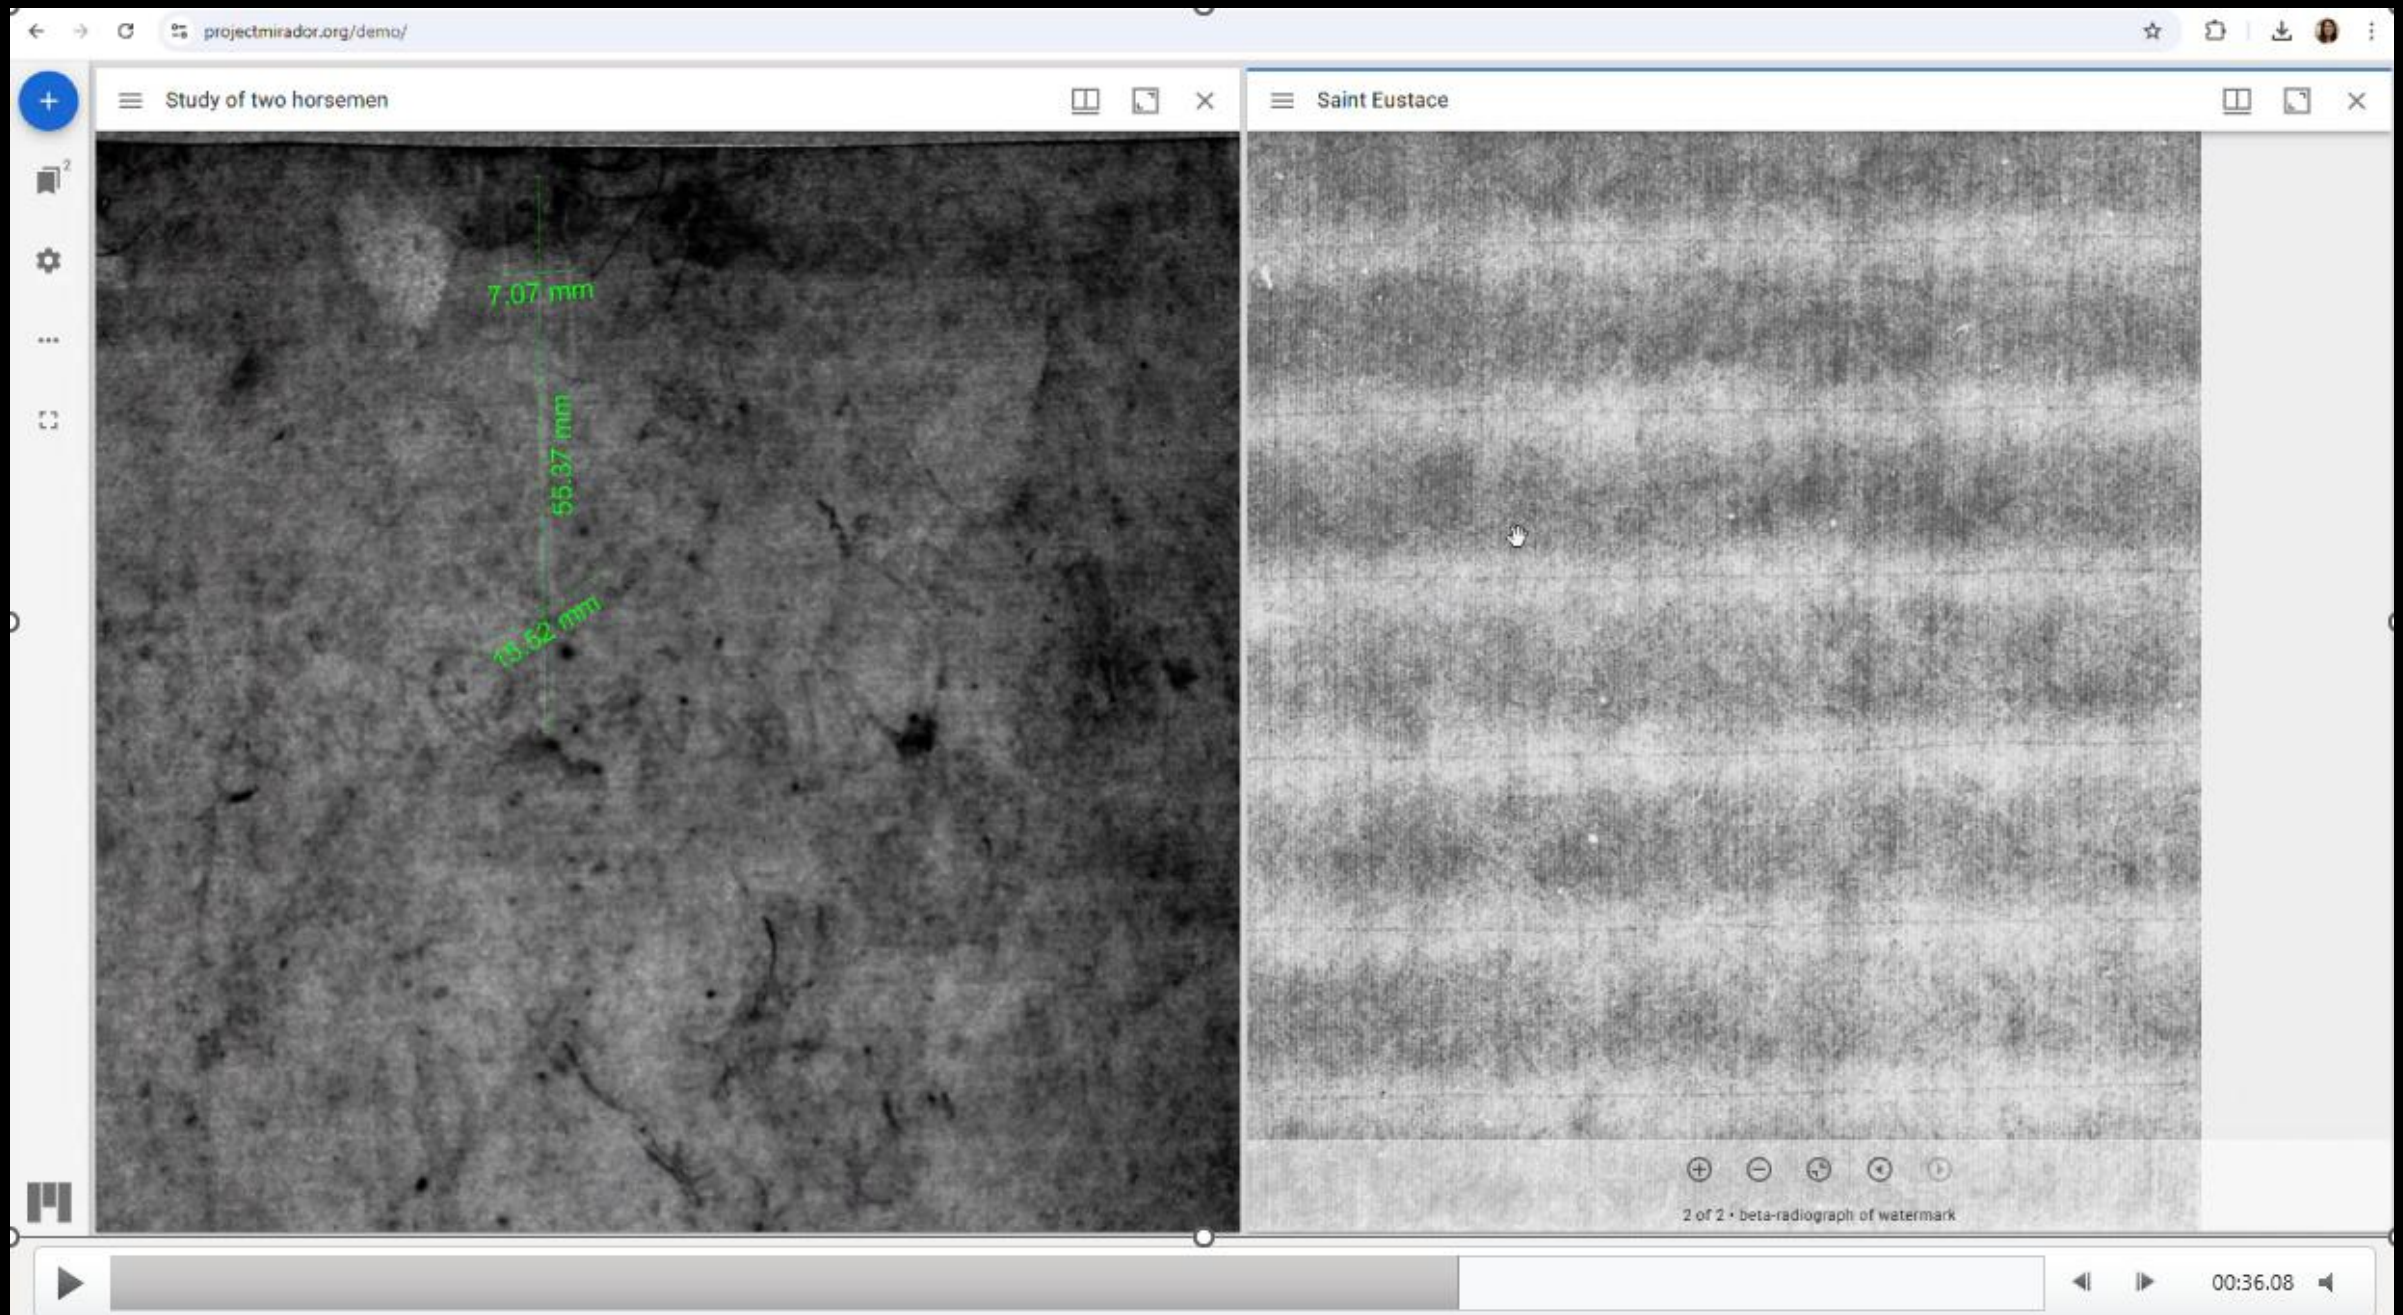 projectmirador.org/demo/
Study of two horsemen
Saint Eustace
2
7.07 mm
55.37 mm
15.52 mm
2 of 2 • beta-radiograph of watermark
00:36.08